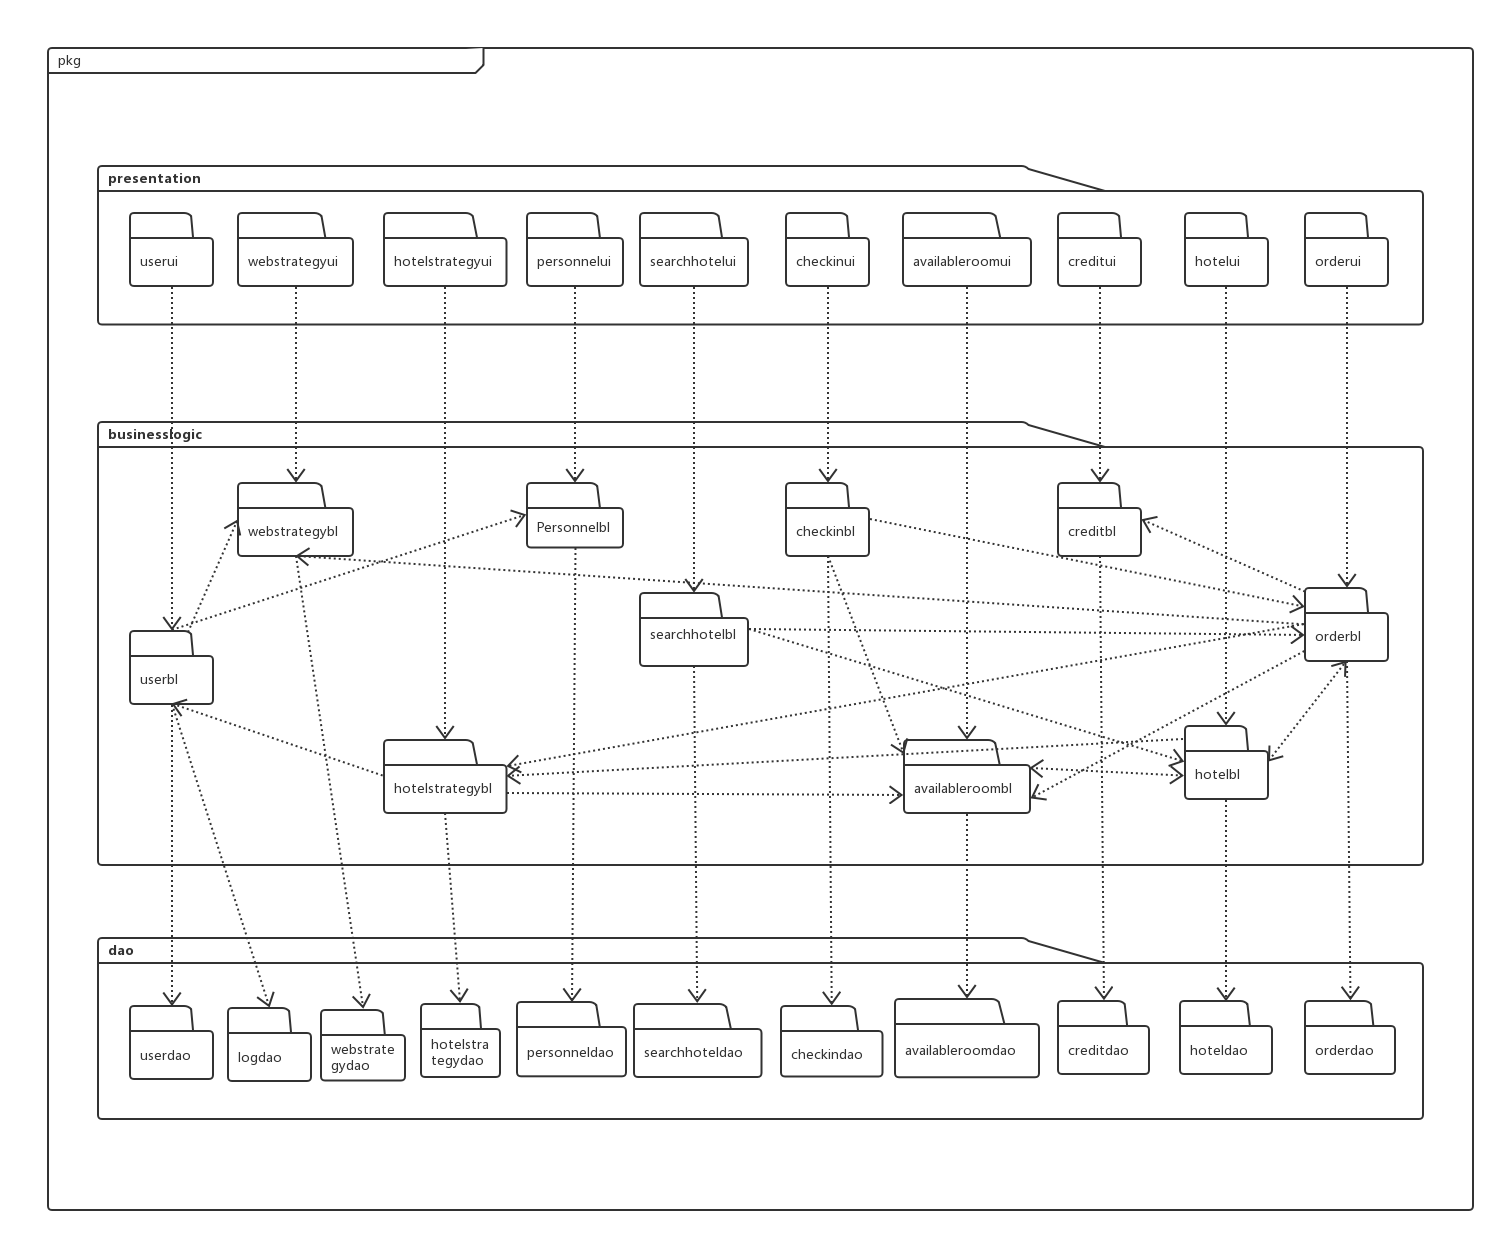 pkg
presentation
userui
webstrategyui
hotelstrategyui
personnelui
searchhotelui
checkinui
availableroomui
creditui
hotelui
orderui
businesslogic
webstrategybl
Personnelbl
checkinbl
creditbl
searchhotelbl
orderbl
userbl
hotelstrategybl
availableroombl
hotelbl
dao
userdao
logdao
webstrate
gydao
hotelstra
tegydao
personneldao
searchhoteldao
checkindao
availableroomdao
creditdao
hoteldao
orderdao